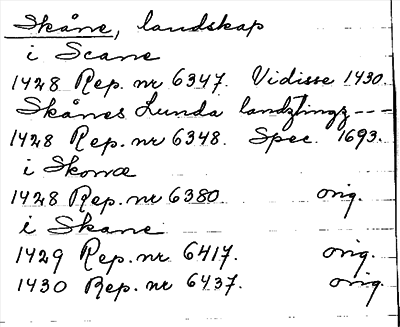 Skåne, landskap
i Scane
1428 Rep. nr 6347. Vidisse 1430.
Skånes Lunda landztingz ---
1428 Rep. nr 6348. Spec. 1693.
i Skonæ
1428 Rep. nr 6380. orig.
i Skane
1429 Rep. nr 6417. orig.
1430 Rep. nr 6437. orig.